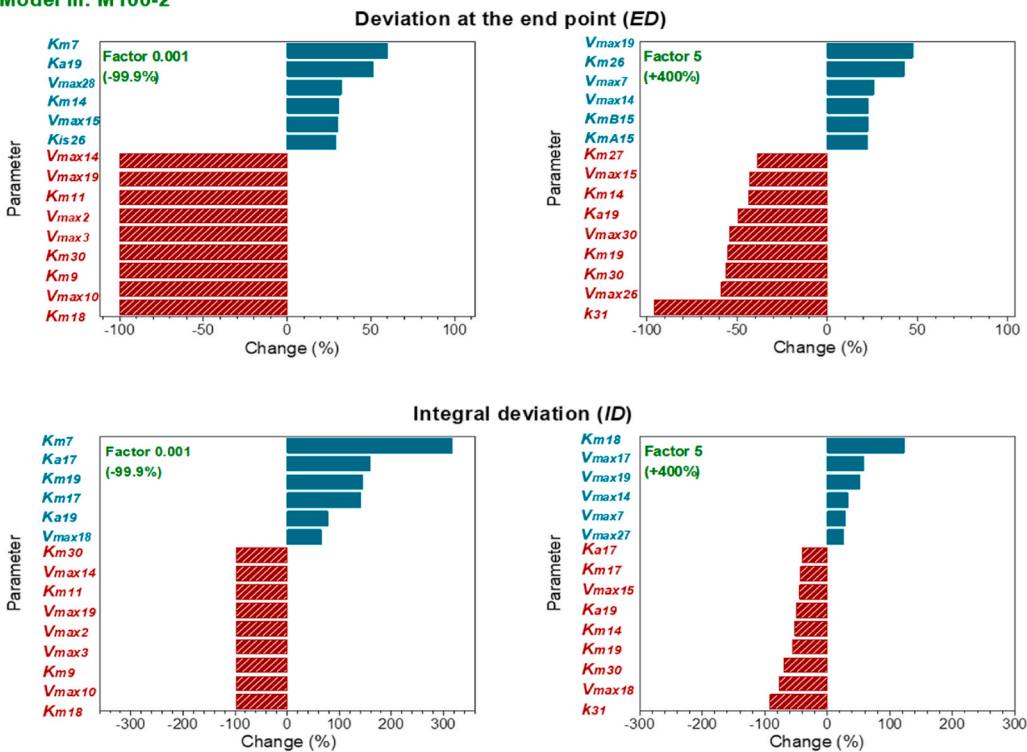 Model III: M100-2
Deviation at the end point (ED)
Parameter
Km7
Ka19
Vmax28
Km14
Vmax15
Kis26
Vmax14
Vmax19
Km11
Vmax2
Vmax3
Km30
Km9
Vmax10
Km18
Factor 0.001
(-99.9%)
-100 -50 0 50 100
Change (%)
Parameter
Vmax19
Km26
Vmax7
Vmax14
KmB15
KmA15
Km27
Vmax15
Km14
Ka19
Vmax30
Km19
Km30
Vmax26
k31
Factor 5
(+400%)
-100 -50 0 50 100
Change (%)
Integral deviation (ID)
Parameter
Km7
Ka17
Km19
Km17
Ka19
Vmax18
Km30
Vmax14
Km11
Vmax19
Vmax2
Vmax3
Km9
Vmax10
Km18
Factor 0.001
(-99.9%)
-300 -200 -100 0 100 200 300
Change (%)
Parameter
Km18
Vmax17
Vmax19
Vmax14
Vmax7
Vmax27
Ka17
Km17
Vmax15
Ka19
Km14
Km19
Km30
Vmax18
k31
Factor 5
(+400%)
-300 -200 -100 0 100 200 300
Change (%)